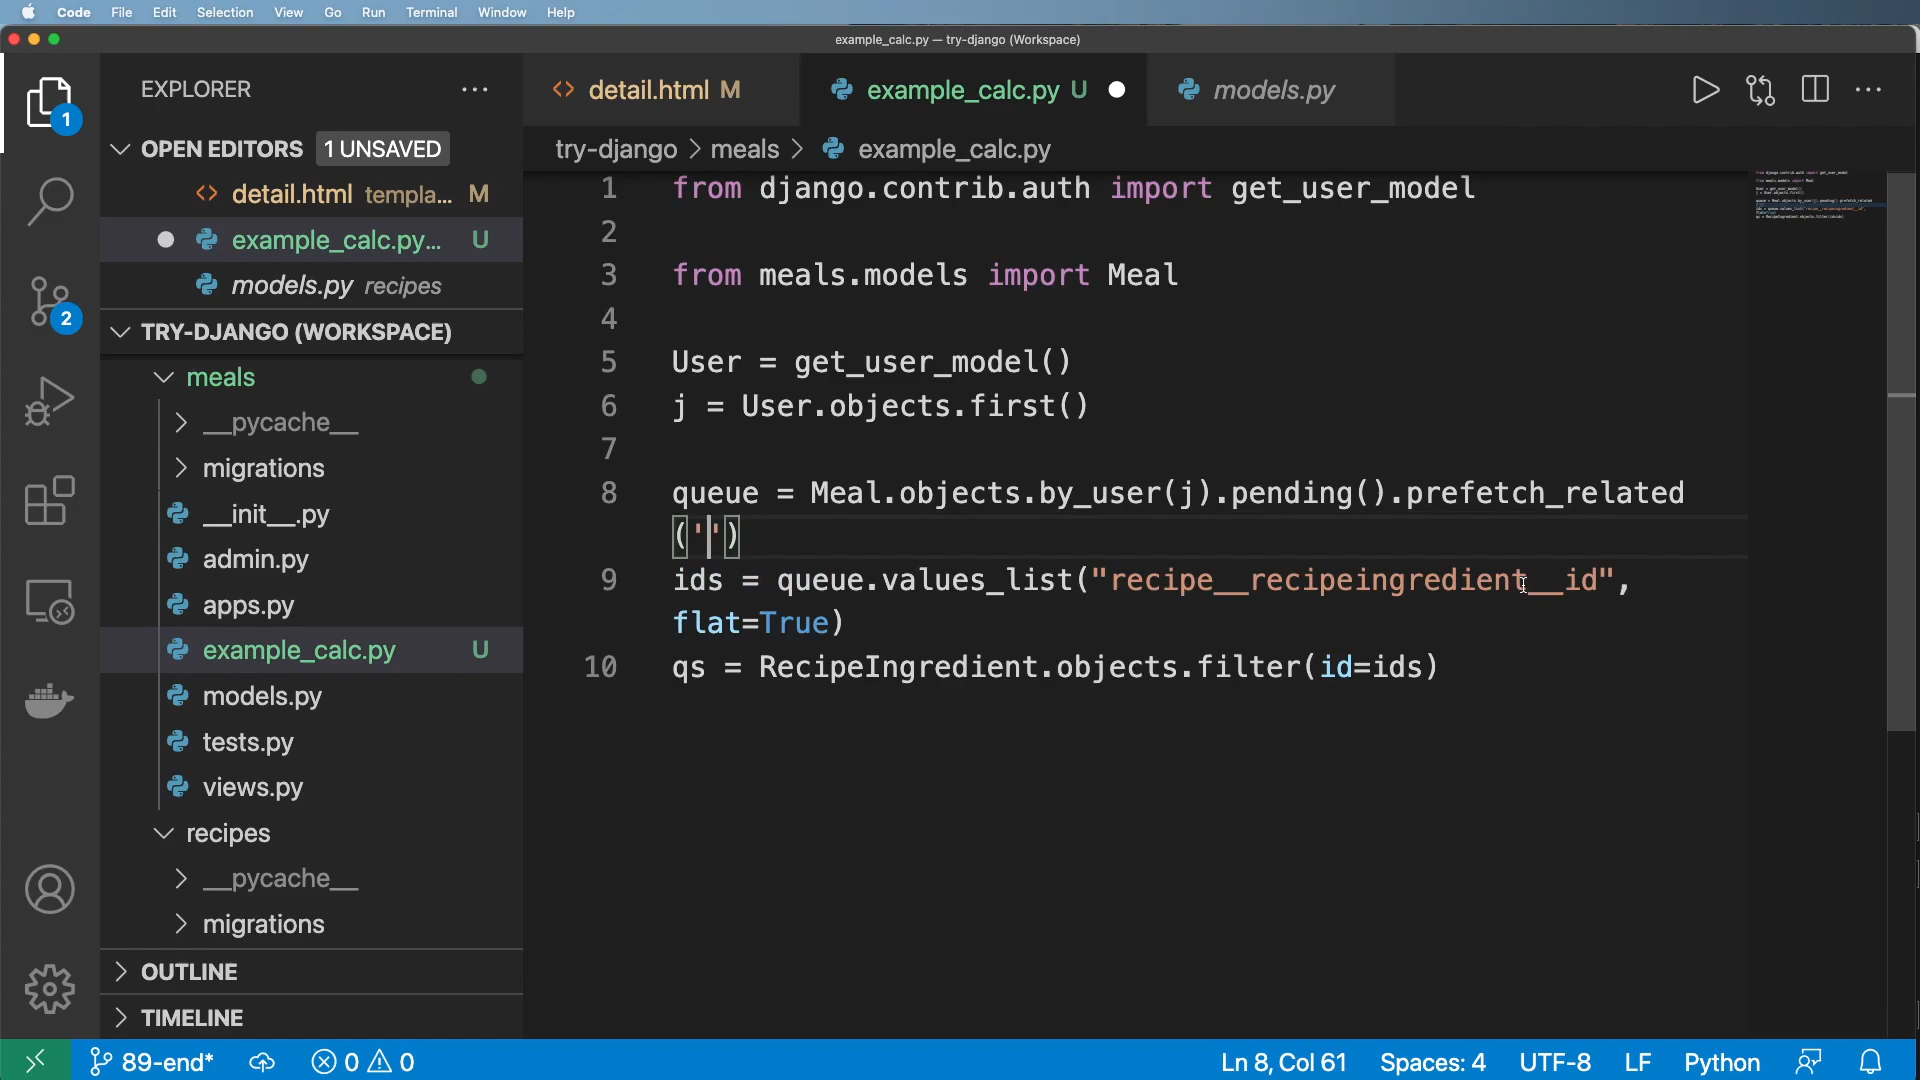 Code File Edit Selection View Go Run Terminal Window Help
example_calc.py — try-django (Workspace)
EXPLORER
OPEN EDITORS 1 UNSAVED
detail.html templa... M
example_calc.py... U
models.py recipes
TRY-DJANGO (WORKSPACE)
meals
__pycache__
migrations
__init__.py
admin.py
apps.py
example_calc.py U
models.py
tests.py
views.py
recipes
__pycache__
migrations
OUTLINE
TIMELINE
1
2
detail.html M example_calc.py U models.py
try-django > meals > example_calc.py
1 from django.contrib.auth import get_user_model
2
3 from meals.models import Meal
4
5 User = get_user_model()
6 j = User.objects.first()
7
8 queue = Meal.objects.by_user(j).pending().prefetch_related
('')
9 ids = queue.values_list("recipe__recipeingredient__id",
flat=True)
10 qs = RecipeIngredient.objects.filter(id=ids)
89-end* 0 0 Ln 8, Col 61 Spaces: 4 UTF-8 LF Python